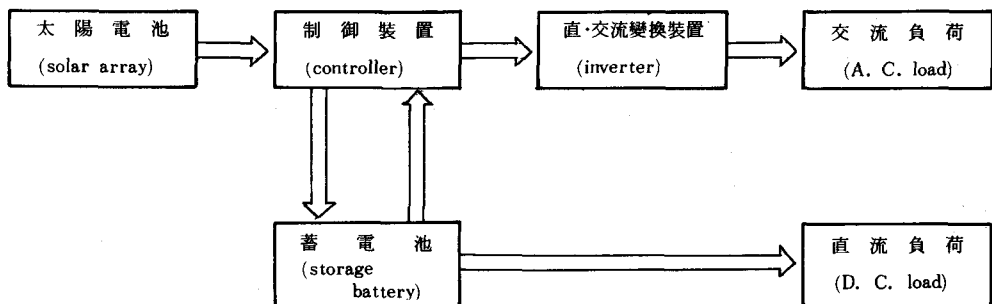 太陽電池
(solar array)
制御裝置
(controller)
直·交流變換裝置
(inverter)
交流負荷
(A. C. load)
蓄電池
(storage
battery)
直流負荷
(D. C. load)